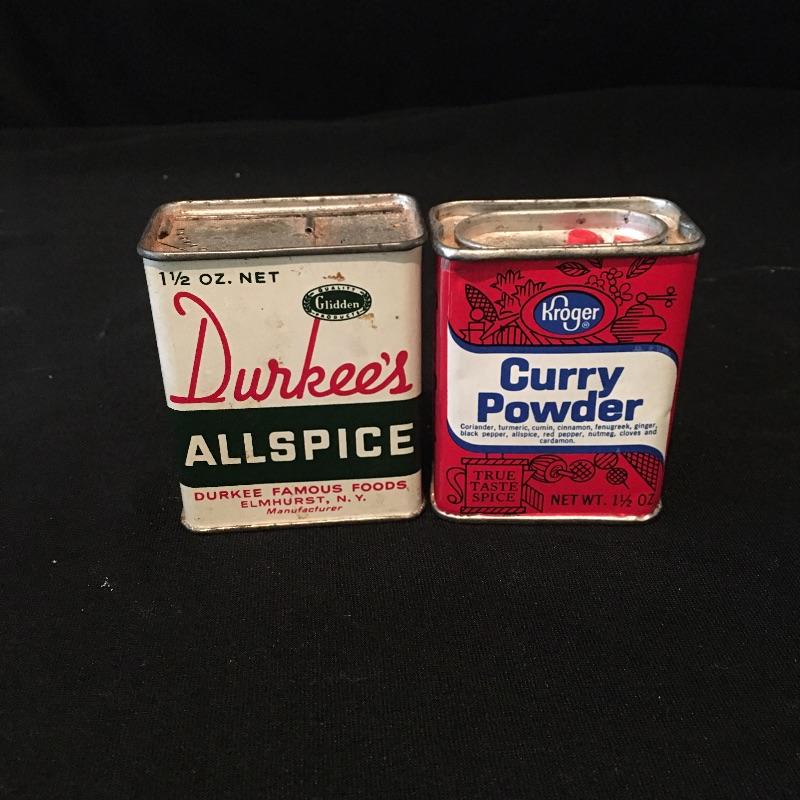 1½ OZ. NET
QUALITY
Glidden
PRODUCTS
Durkee's
ALLSPICE
DURKEE FAMOUS FOODS,
ELMHURST, N.Y.
Manufacturer
Kroger®
Curry
Powder
Coriander, turmeric, cumin, cinnamon, fenugreek, ginger,
black pepper, allspice, red pepper, nutmeg, cloves and
cardamon.
TRUE
TASTE
SPICE
NET WT. 1½ OZ